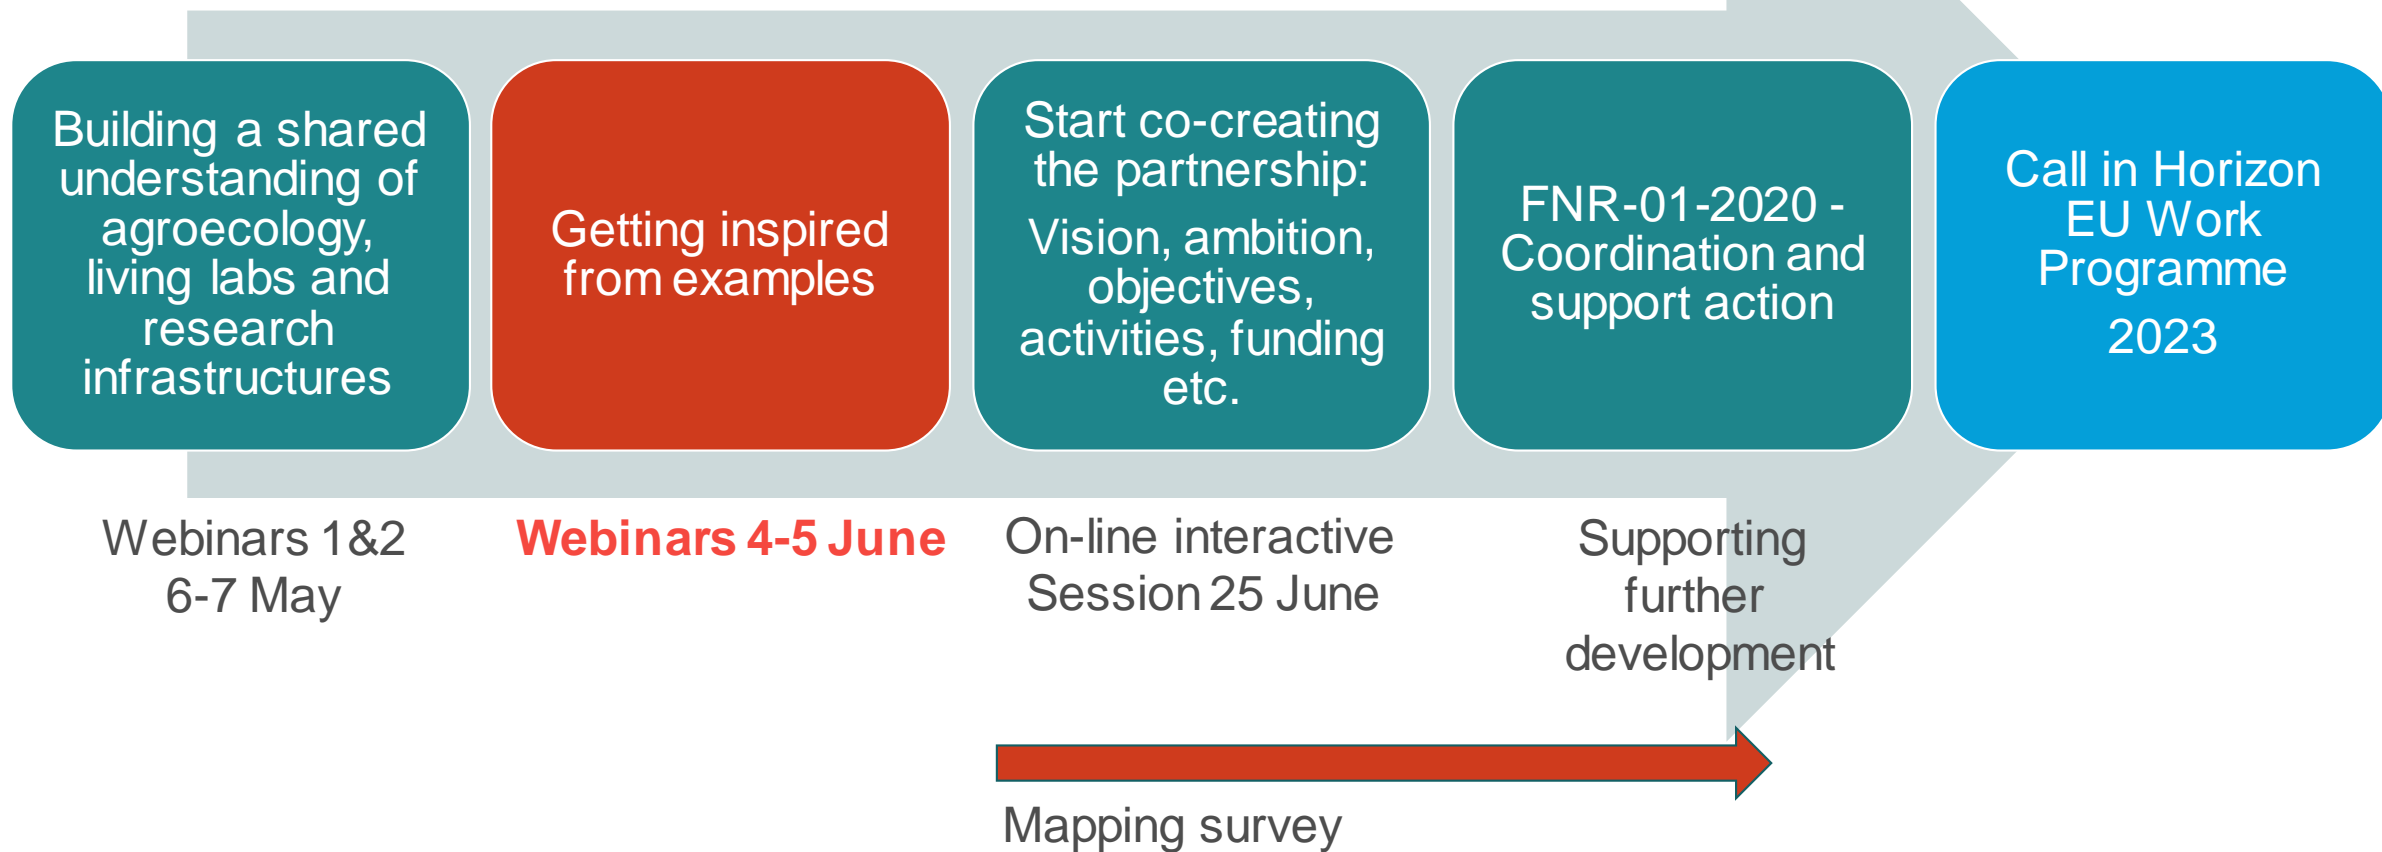 Building a shared
understanding of
agroecology,
living labs and
research
infrastructures
Getting inspired
from examples
Start co-creating
the partnership:
Vision, ambition,
objectives,
activities, funding
etc.
FNR-01-2020 -
Coordination and
support action
Call in Horizon
EU Work
Programme
2023
Webinars 1&2
6-7 May
Webinars 4-5 June
On-line interactive
Session 25 June
Supporting
further
development
Mapping survey